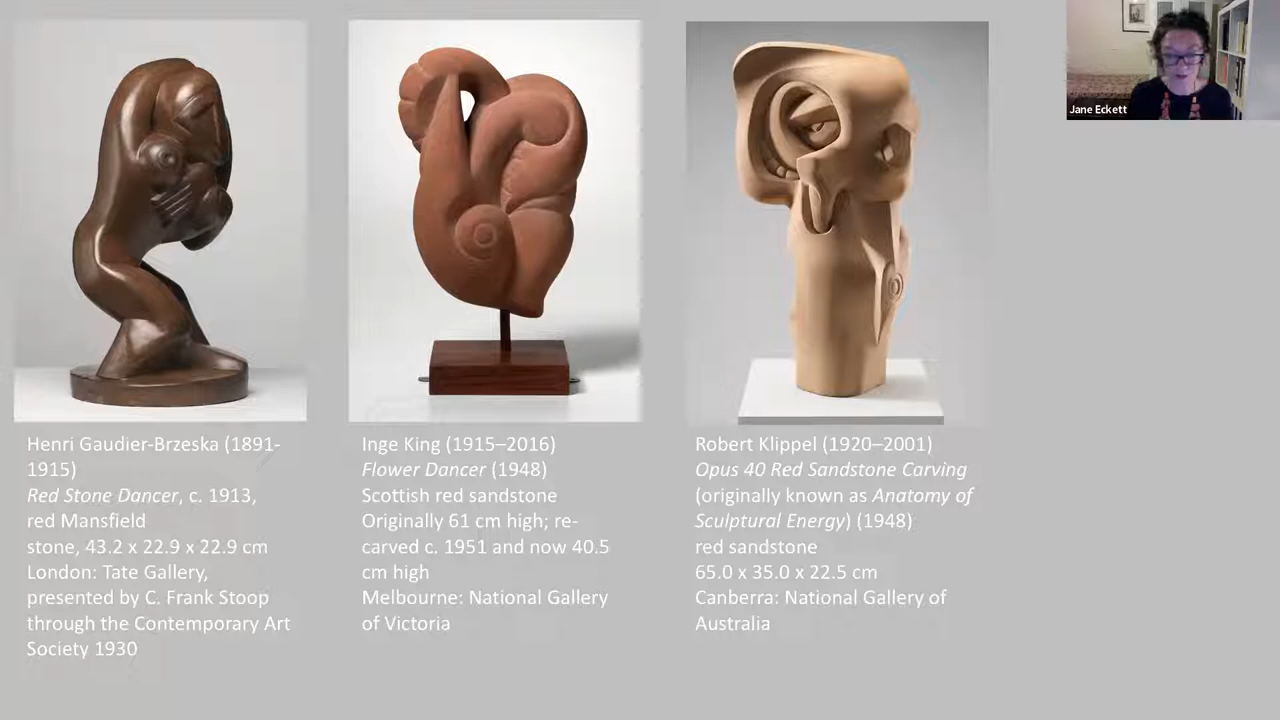 Jane Eckett
Henri Gaudier-Brzeska (1891-
1915)
Red Stone Dancer, c. 1913,
red Mansfield
stone, 43.2 x 22.9 x 22.9 cm
London: Tate Gallery,
presented by C. Frank Stoop
through the Contemporary Art
Society 1930
Inge King (1915–2016)
Flower Dancer (1948)
Scottish red sandstone
Originally 61 cm high; re-
carved c. 1951 and now 40.5
cm high
Melbourne: National Gallery
of Victoria
Robert Klippel (1920–2001)
Opus 40 Red Sandstone Carving
(originally known as Anatomy of
Sculptural Energy) (1948)
red sandstone
65.0 x 35.0 x 22.5 cm
Canberra: National Gallery of
Australia